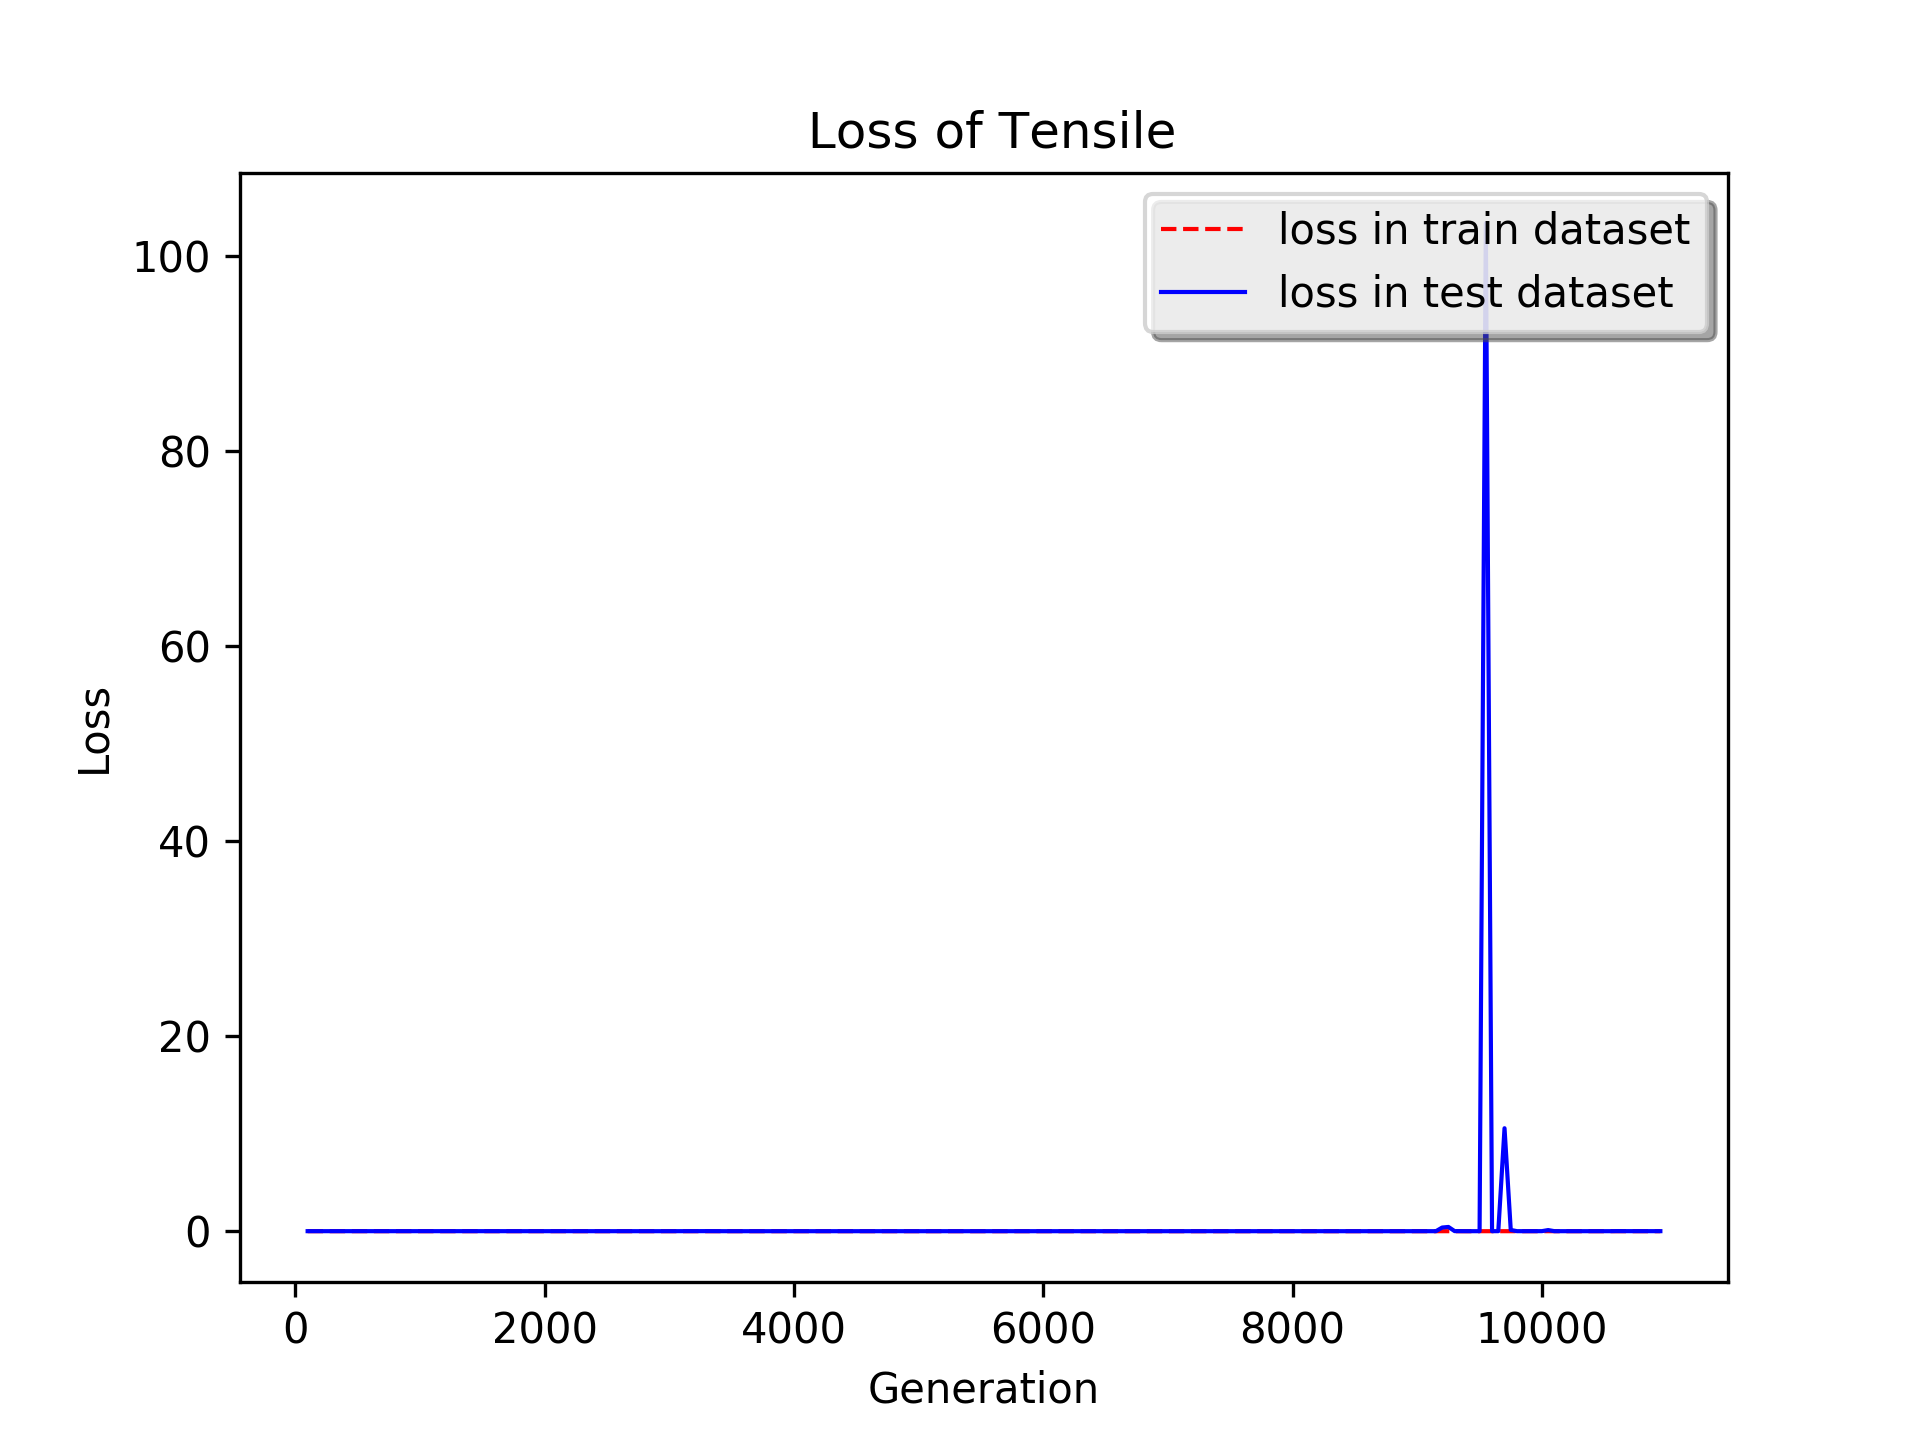 Loss of Tensile
loss in train dataset
loss in test dataset
100
80
60
40
20
0
Loss
0 2000 4000 6000 8000 10000
Generation